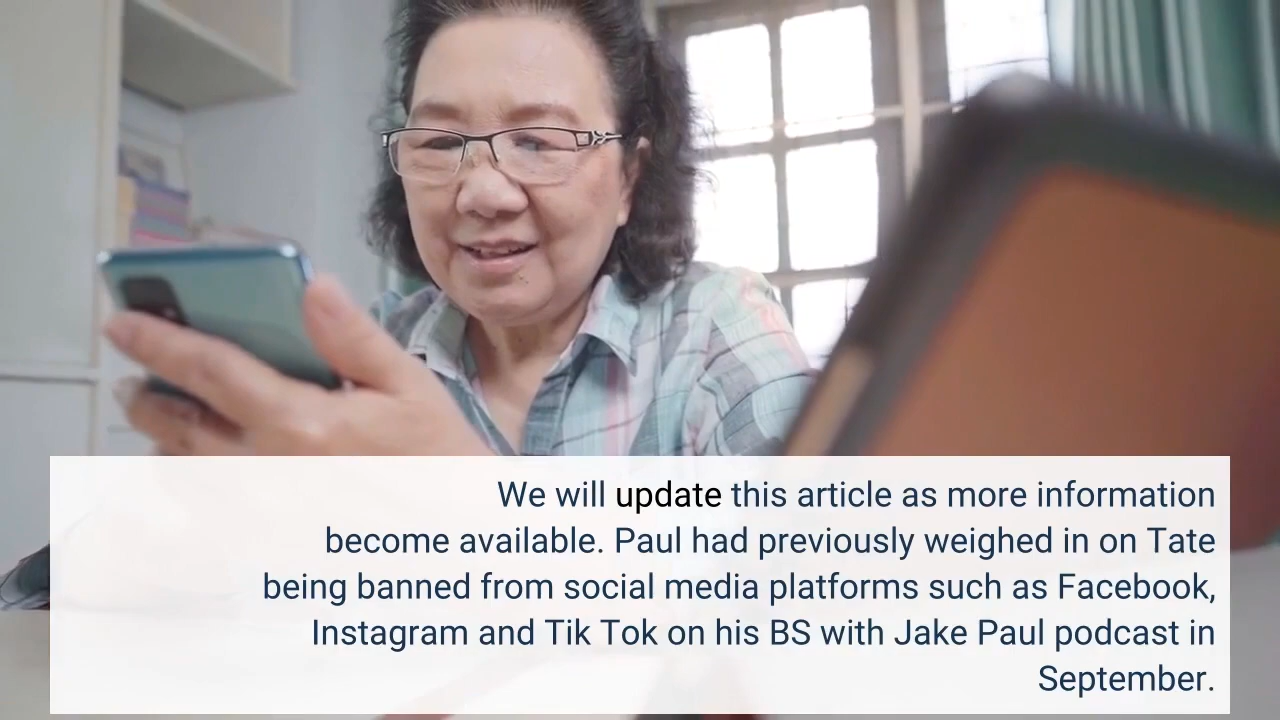 We will update this article as more information
become available. Paul had previously weighed in on Tate
being banned from social media platforms such as Facebook,
Instagram and Tik Tok on his BS with Jake Paul podcast in
September.